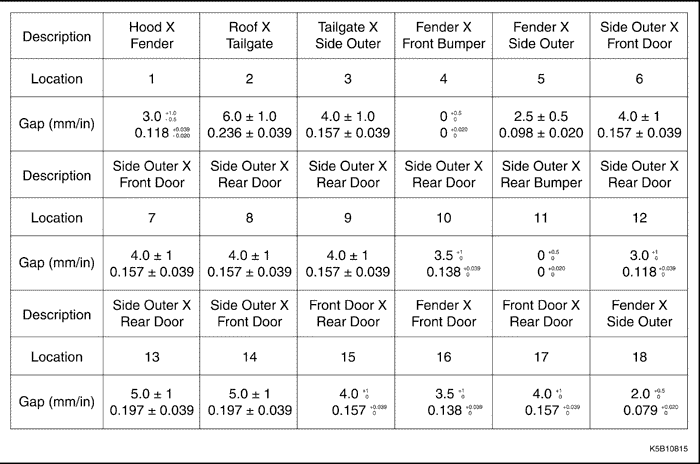 Description Hood X Fender Roof X Tailgate Tailgate X Side Outer Fender X Front Bumper Fender X Side Outer Side Outer X Front Door
Location 1 2 3 4 5 6
Gap (mm/in) 3.0 +1.0 -0.5 6.0 ± 1.0 4.0 ± 1.0 0 +0.5 0 2.5 ± 0.5 4.0 ± 1
0.118 +0.039 -0.020 0.236 ± 0.039 0.157 ± 0.039 0 +0.020 0 0.098 ± 0.020 0.157 ± 0.039
Description Side Outer X Front Door Side Outer X Rear Door Side Outer X Rear Door Side Outer X Rear Door Side Outer X Rear Bumper Side Outer X Rear Door
Location 7 8 9 10 11 12
Gap (mm/in) 4.0 ± 1 4.0 ± 1 4.0 ± 1 3.5 +1 0 0 +0.5 0 3.0 +1 0
0.157 ± 0.039 0.157 ± 0.039 0.157 ± 0.039 0.138 +0.039 0 0 +0.020 0 0.118 +0.039 0
Description Side Outer X Rear Door Side Outer X Front Door Front Door X Rear Door Fender X Front Door Front Door X Rear Door Fender X Side Outer
Location 13 14 15 16 17 18
Gap (mm/in) 5.0 ± 1 5.0 ± 1 4.0 +1 0 3.5 +1 0 4.0 +1 0 2.0 +0.5 0
0.197 ± 0.039 0.197 ± 0.039 0.157 +0.039 0 0.138 +0.039 0 0.157 +0.039 0 0.079 +0.020 0
K5B10815